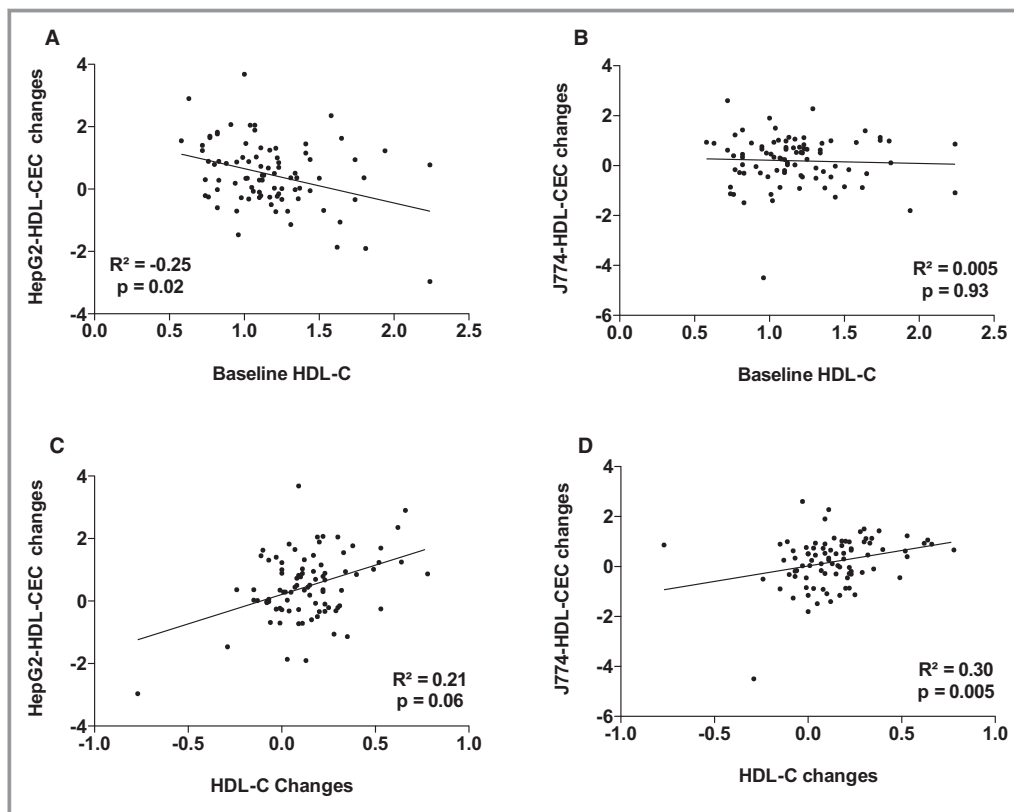 A
HepG2-HDL-CEC changes
4
2
0
-2
-4
R² = -0.25
p = 0.02
0.0 0.5 1.0 1.5 2.0 2.5
Baseline HDL-C
B
J774-HDL-CEC changes
4
2
0
-2
-4
-6
R² = 0.005
p = 0.93
0.0 0.5 1.0 1.5 2.0 2.5
Baseline HDL-C
C
HepG2-HDL-CEC changes
4
2
0
-2
-4
R² = 0.21
p = 0.06
-1.0 -0.5 0.0 0.5 1.0
HDL-C Changes
D
J774-HDL-CEC changes
4
2
0
-2
-4
-6
R² = 0.30
p = 0.005
-1.0 -0.5 0.0 0.5 1.0
HDL-C changes